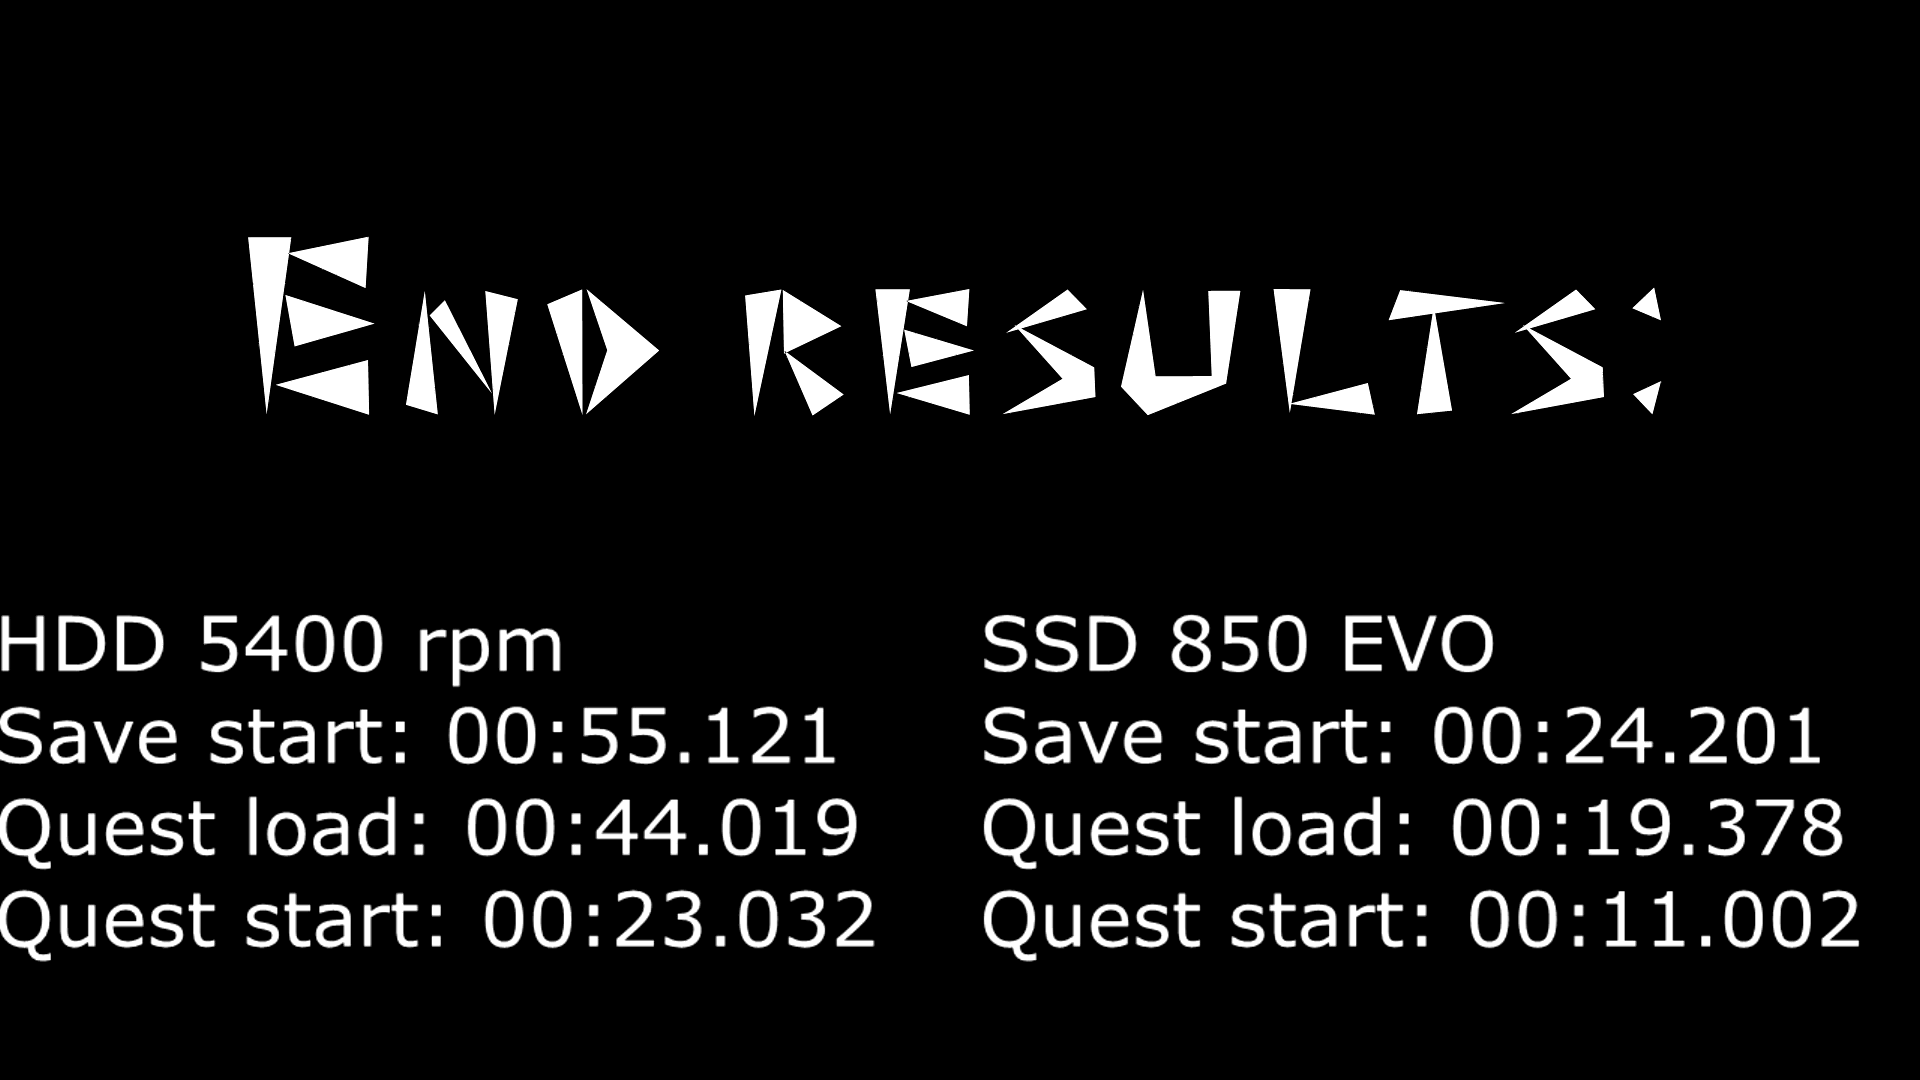 End results:
HDD 5400 rpm
Save start: 00:55.121
Quest load: 00:44.019
Quest start: 00:23.032
SSD 850 EVO
Save start: 00:24.201
Quest load: 00:19.378
Quest start: 00:11.002